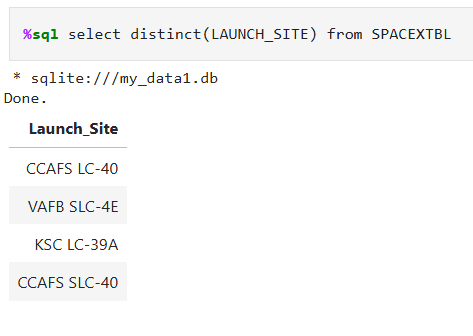 %sql select distinct(LAUNCH_SITE) from SPACEXTBL
* sqlite:///my_data1.db
Done.
Launch_Site
CCAFS LC-40
VAFB SLC-4E
KSC LC-39A
CCAFS SLC-40